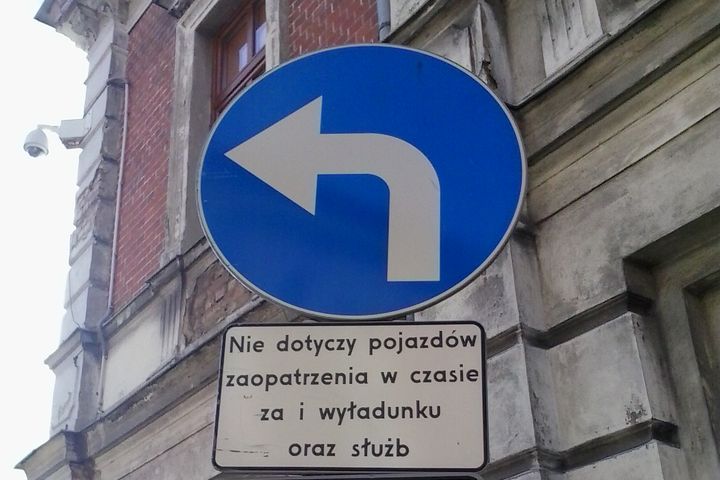 Nie dotyczy pojazdów
zaopatrzenia w czasie
za i wyładunku
oraz służb